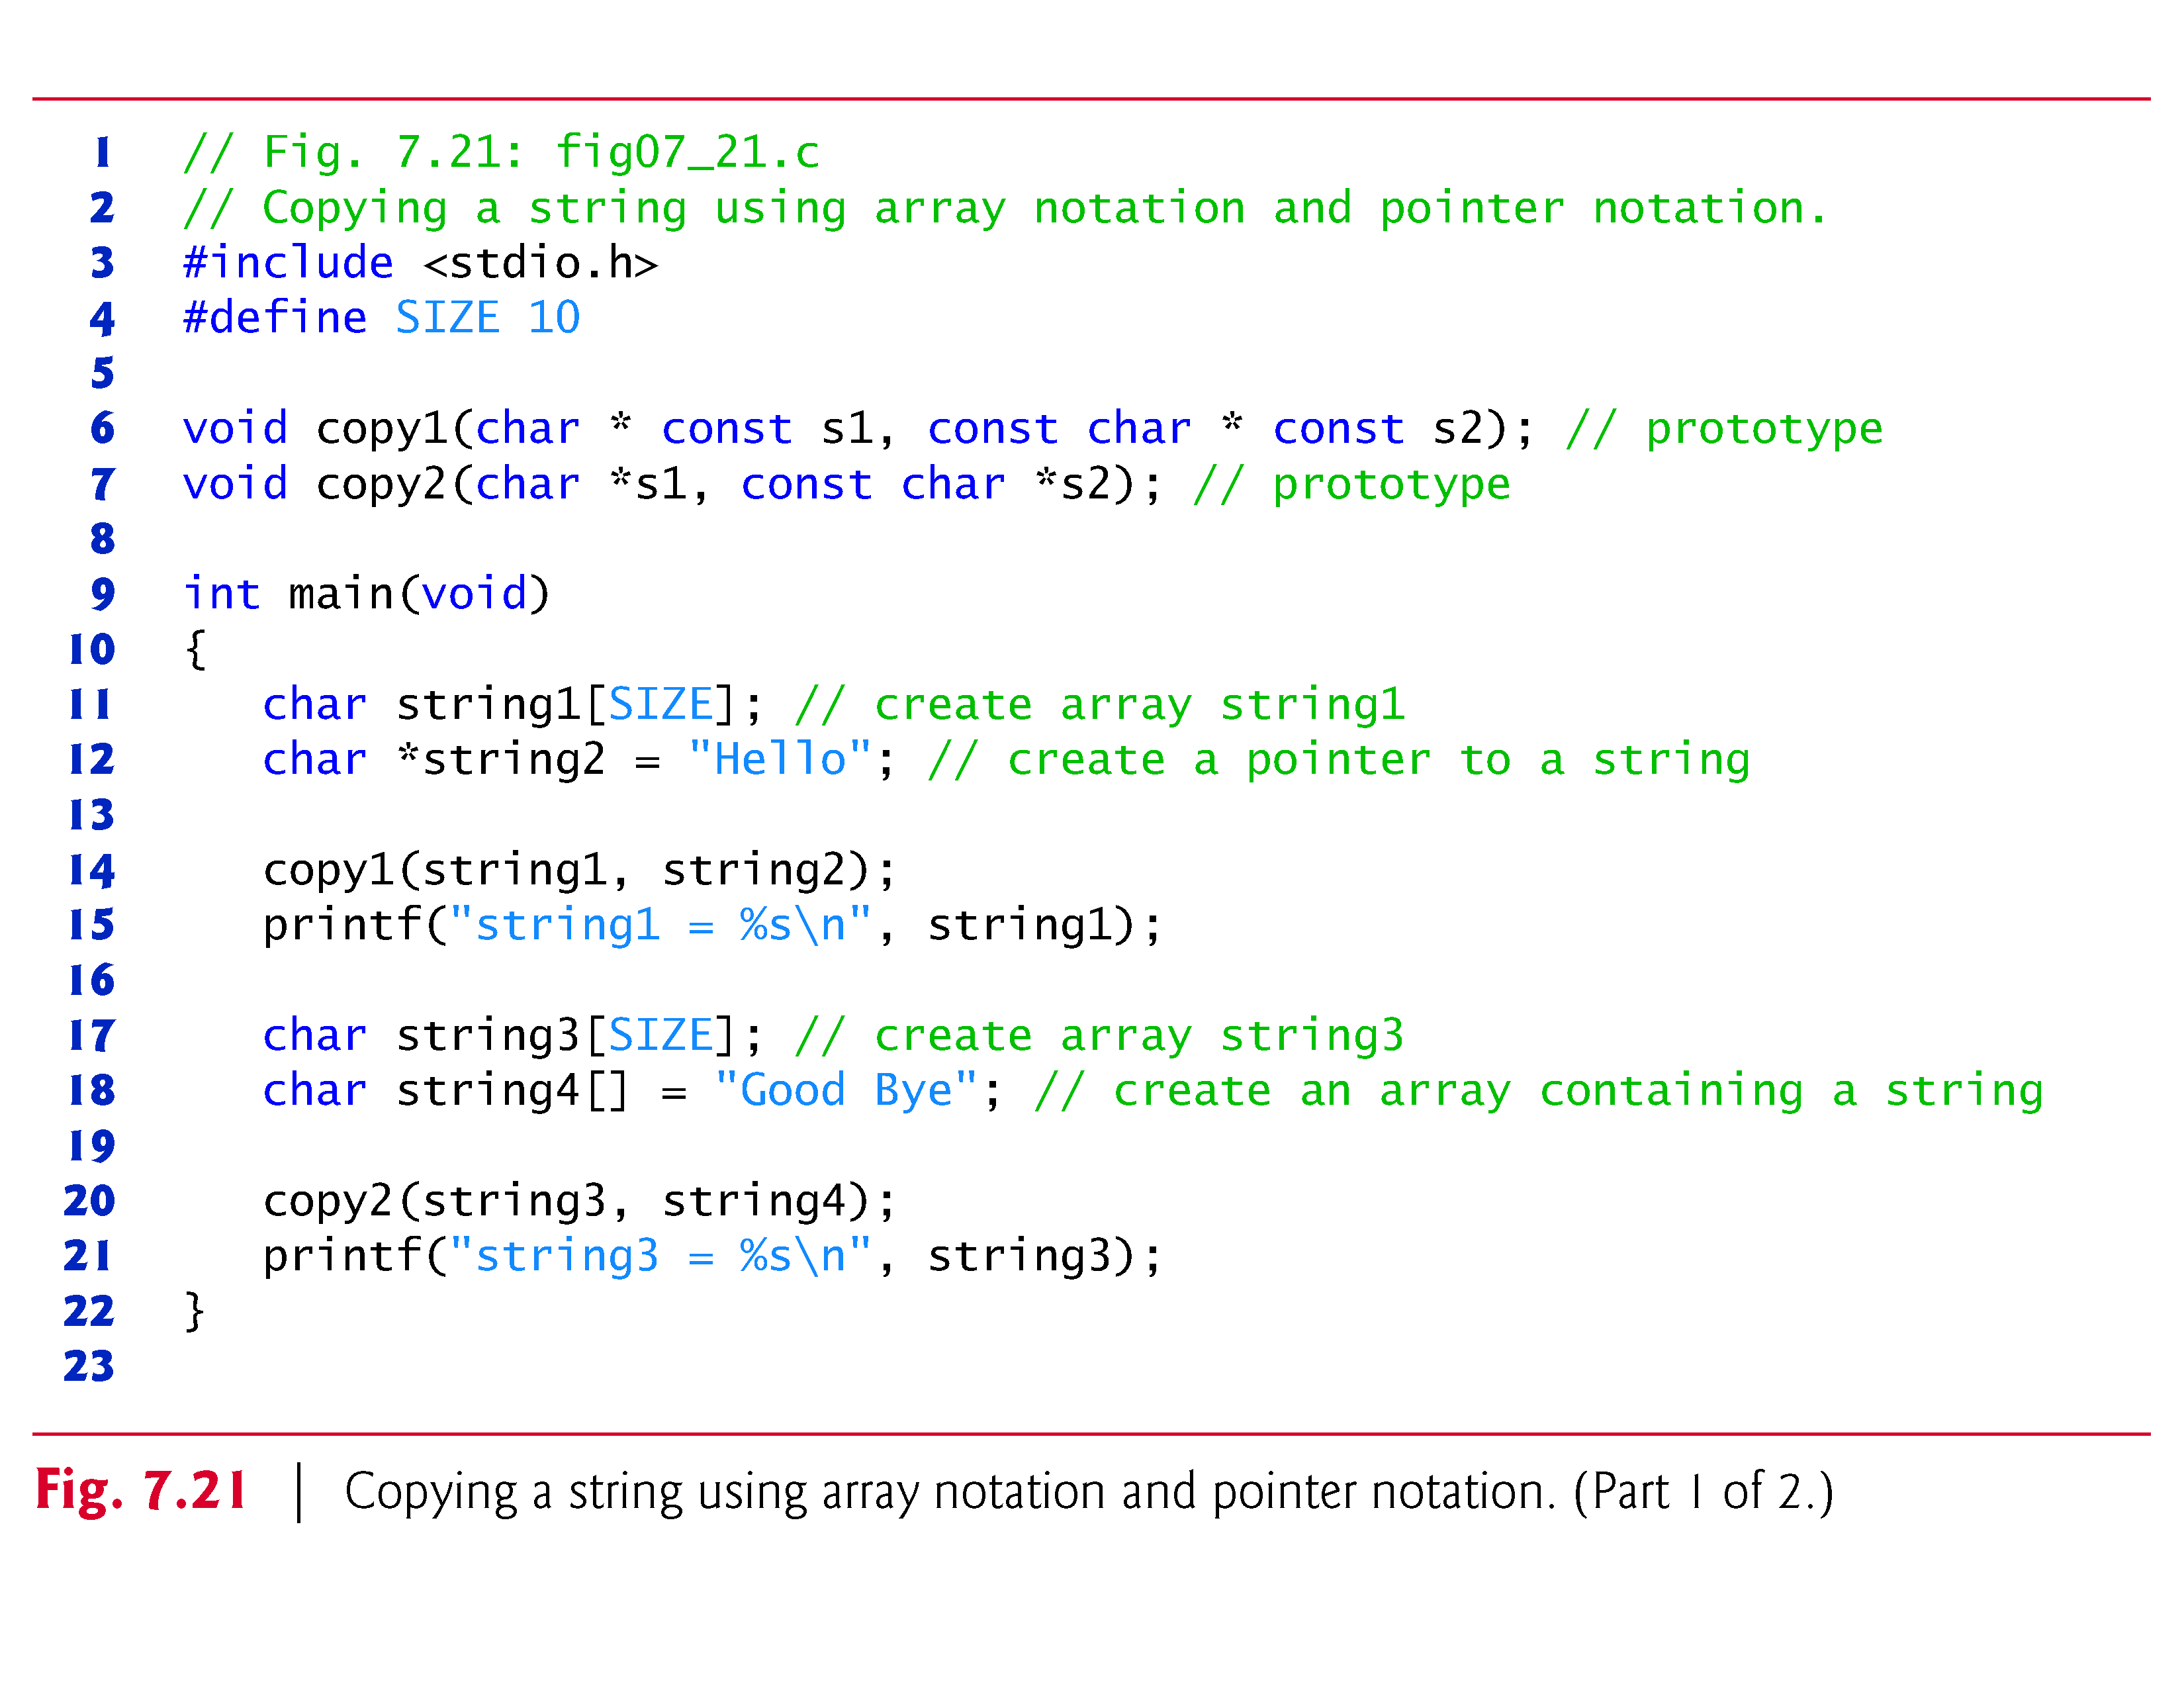 1 // Fig. 7.21: fig07_21.c
2 // Copying a string using array notation and pointer notation.
3 #include <stdio.h>
4 #define SIZE 10
5
6 void copy1(char * const s1, const char * const s2); // prototype
7 void copy2(char *s1, const char *s2); // prototype
8
9 int main(void)
10 {
11    char string1[SIZE]; // create array string1
12    char *string2 = "Hello"; // create a pointer to a string
13
14    copy1(string1, string2);
15    printf("string1 = %s\n", string1);
16
17    char string3[SIZE]; // create array string3
18    char string4[] = "Good Bye"; // create an array containing a string
19
20    copy2(string3, string4);
21    printf("string3 = %s\n", string3);
22 }
23
Fig. 7.21 | Copying a string using array notation and pointer notation. (Part 1 of 2.)